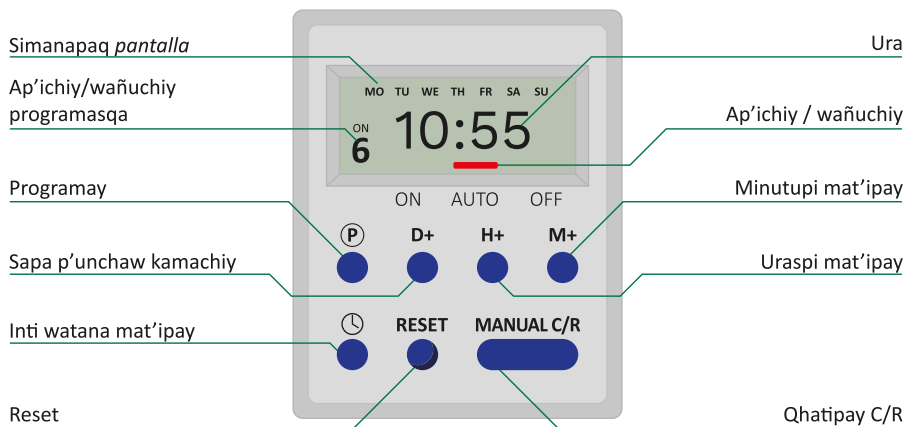 Simanapaq pantalla
Ura
Ap'ichiy/wañuchiy
programasqa
Ap'ichiy / wañuchiy
MO TU WE TH FR SA SU
ON
6
10:55
ON AUTO OFF
Programay
Minutupi mat'ipay
P D+ H+ M+
Sapa p'unchaw kamachiy
Uraspi mat'ipay
Inti watana mat'ipay
RESET MANUAL C/R
Reset
Qhatipay C/R